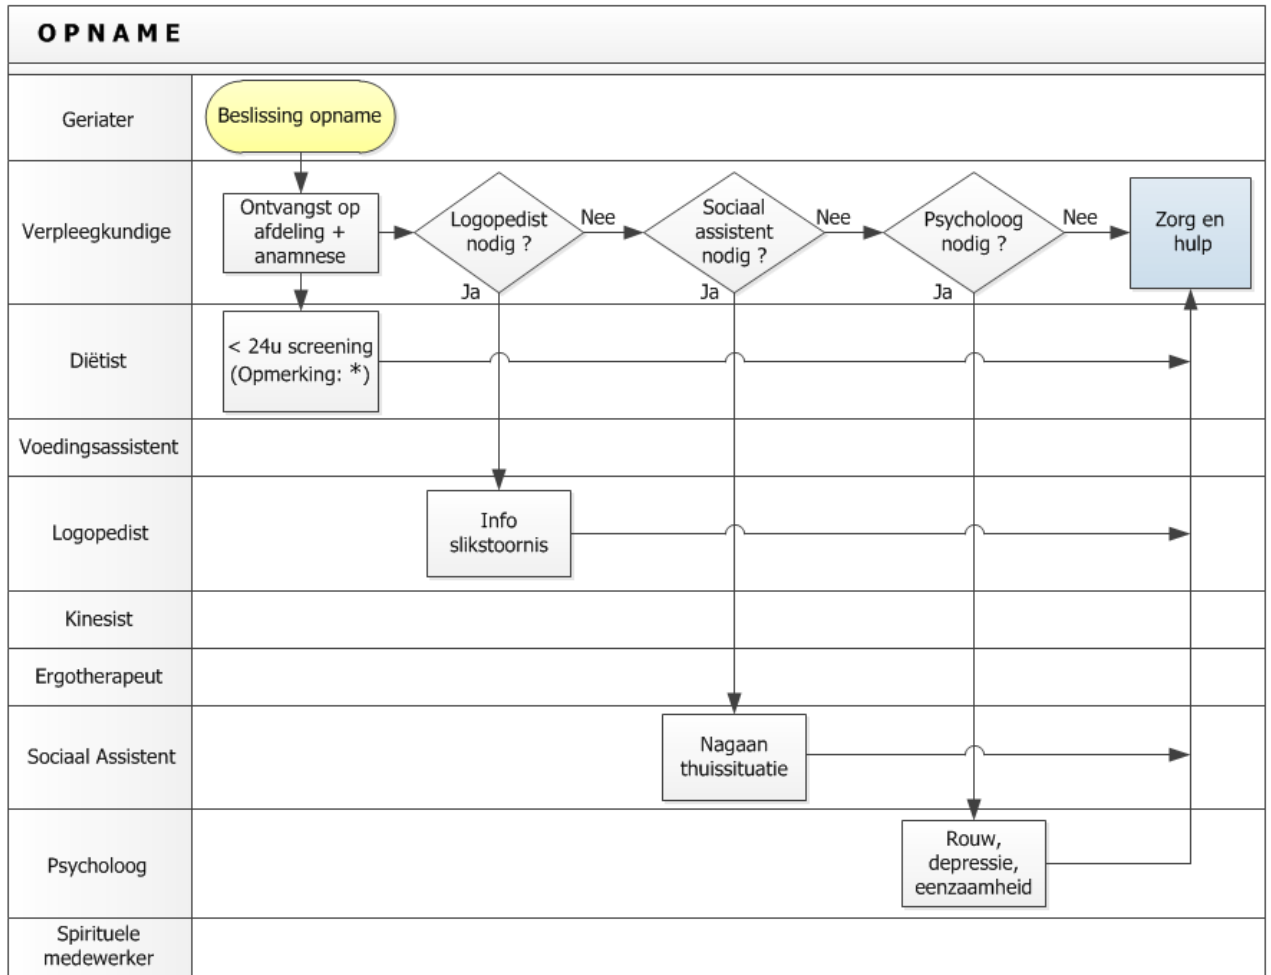 OPNAME
Geriater
Beslissing opname
Verpleegkundige
Ontvangst op
afdeling +
anamnese
Logopedist
nodig ?
Nee
Ja
Sociaal
assistent
nodig ?
Nee
Ja
Psycholoog
nodig ?
Nee
Ja
Zorg en
hulp
Diëtist
< 24u screening
(Opmerking: *)
Voedingsassistent
Logopedist
Info
slikstoornis
Kinesist
Ergotherapeut
Sociaal Assistent
Nagaan
thuissituatie
Psycholoog
Rouw,
depressie,
eenzaamheid
Spirituele
medewerker